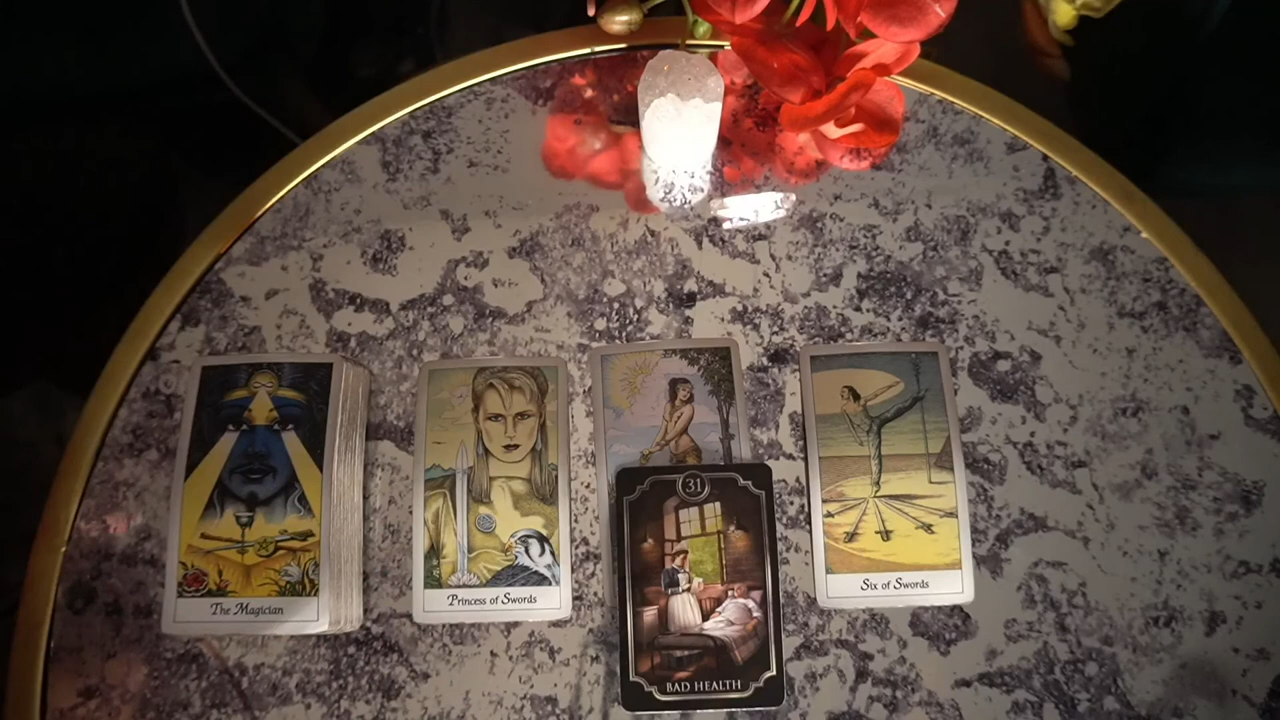 The Magician
Princess of Swords
31
BAD HEALTH
Six of Swords